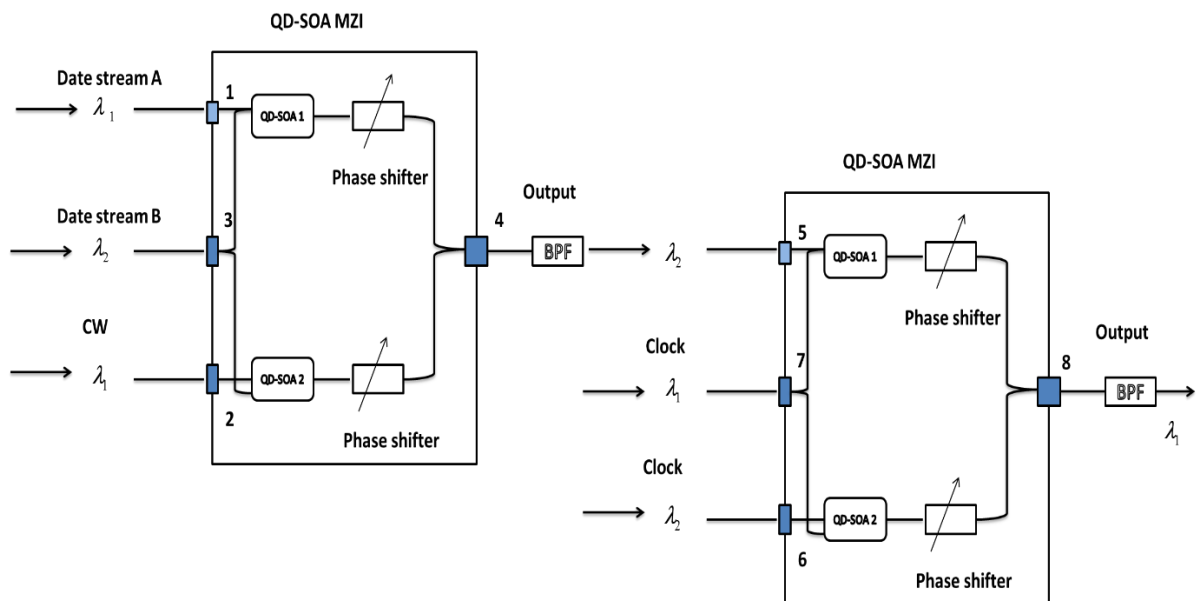 QD-SOA MZI
Date stream A
λ1
1
QD-SOA 1
Phase shifter
Date stream B
λ2
3
4
Output
BPF
CW
λ1
2
QD-SOA 2
Phase shifter
QD-SOA MZI
λ2
5
QD-SOA 1
Phase shifter
Clock
λ1
7
8
Output
BPF
λ1
Clock
λ2
6
QD-SOA 2
Phase shifter